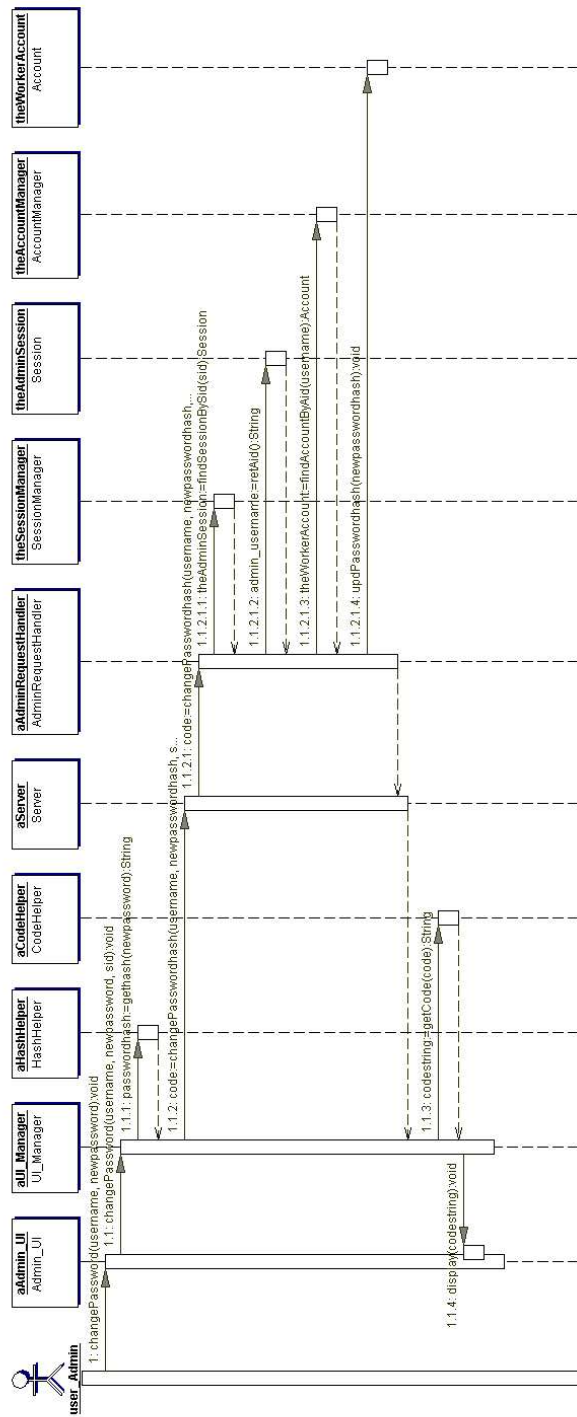 user_Admin
aAdmin_UI
Admin_UI
aUI_Manager
UI_Manager
aHashHelper
HashHelper
aCodeHelper
CodeHelper
aServer
Server
aAdminRequestHandler
AdminRequestHandler
theSessionManager
SessionManager
theAdminSession
Session
theAccountManager
AccountManager
theWorkerAccount
Account
1: changePassword(username, newpassword):void
1.1: changePassword(username, newpassword, sid):void
1.1.1: passwordhash:=gethash(newpassword):String
1.1.2: code:=changePasswordhash(username, newpasswordhash, s...
1.1.2.1: code:=changePasswordhash(username, newpasswordhash,...
1.1.2.1.1: theAdminSession:=findSessionBySid(sid):Session
1.1.2.1.2: admin_username:=retAid():String
1.1.2.1.3: theWorkerAccount:=findAccountByAid(username):Account
1.1.2.1.4: updPasswordhash(newpasswordhash):void
1.1.3: codestring:=getCode(code):String
1.1.4: display(codestring):void